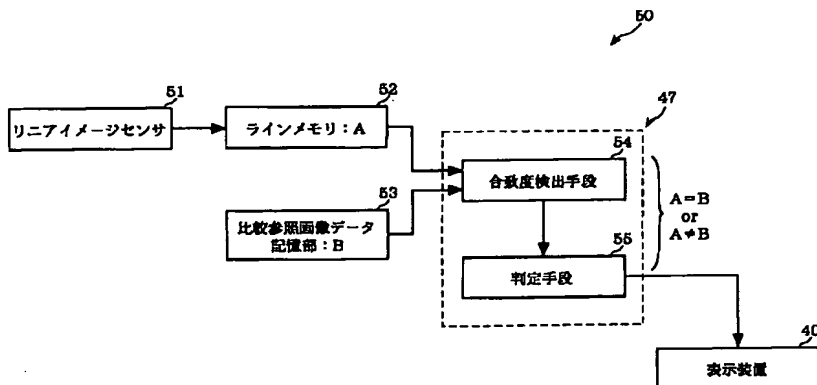 50
51
リニアイメージセンサ
52
ラインメモリ：A
47
54
合致度検出手段
53
比較参照画像データ
記憶部：B
A＝B
or
A≠B
55
判定手段
40
表示装置